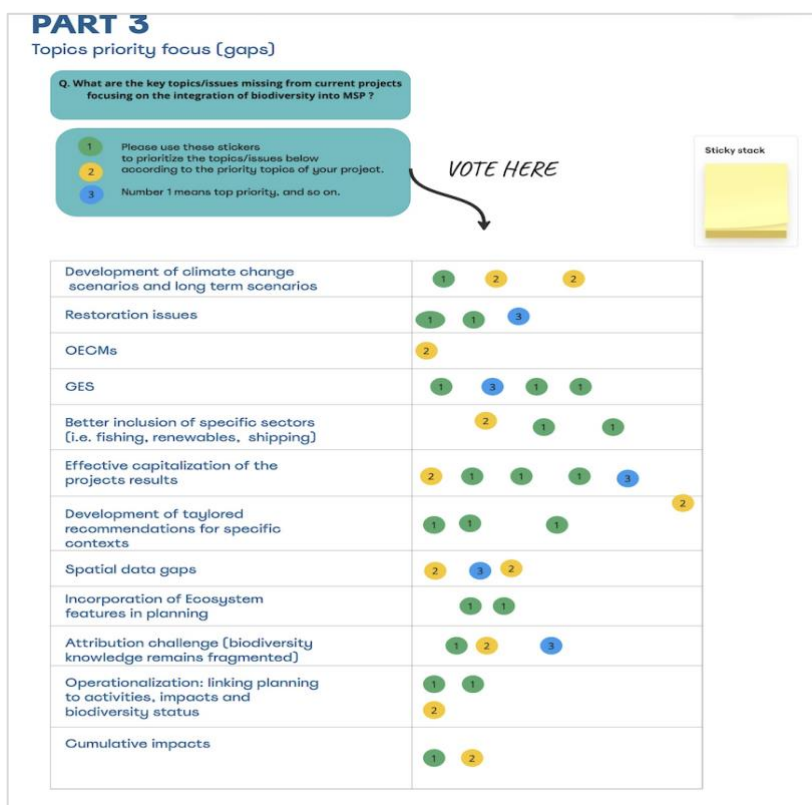 PART 3
Topics priority focus (gaps)
Q. What are the key topics/issues missing from current projects
focusing on the integration of biodiversity into MSP ?
1
Please use these stickers
to prioritize the topics/issues below
2
according to the priority topics of your project.
3
Number 1 means top priority, and so on.
VOTE HERE
Sticky stack
Development of climate change
scenarios and long term scenarios
1 2 2
Restoration issues
1 1 3
OECMs
2
GES
1 3 1 1
Better inclusion of specific sectors
(i.e. fishing, renewables, shipping)
2 1 1
Effective capitalization of the
projects results
2 1 1 1 3
2
Development of taylored
recommendations for specific
contexts
1 1 1
Spatial data gaps
2 3 2
Incorporation of Ecosystem
features in planning
1 1
Attribution challenge (biodiversity
knowledge remains fragmented)
1 2 3
Operationalization: linking planning
to activities, impacts and
biodiversity status
1 1
2
Cumulative impacts
1 2